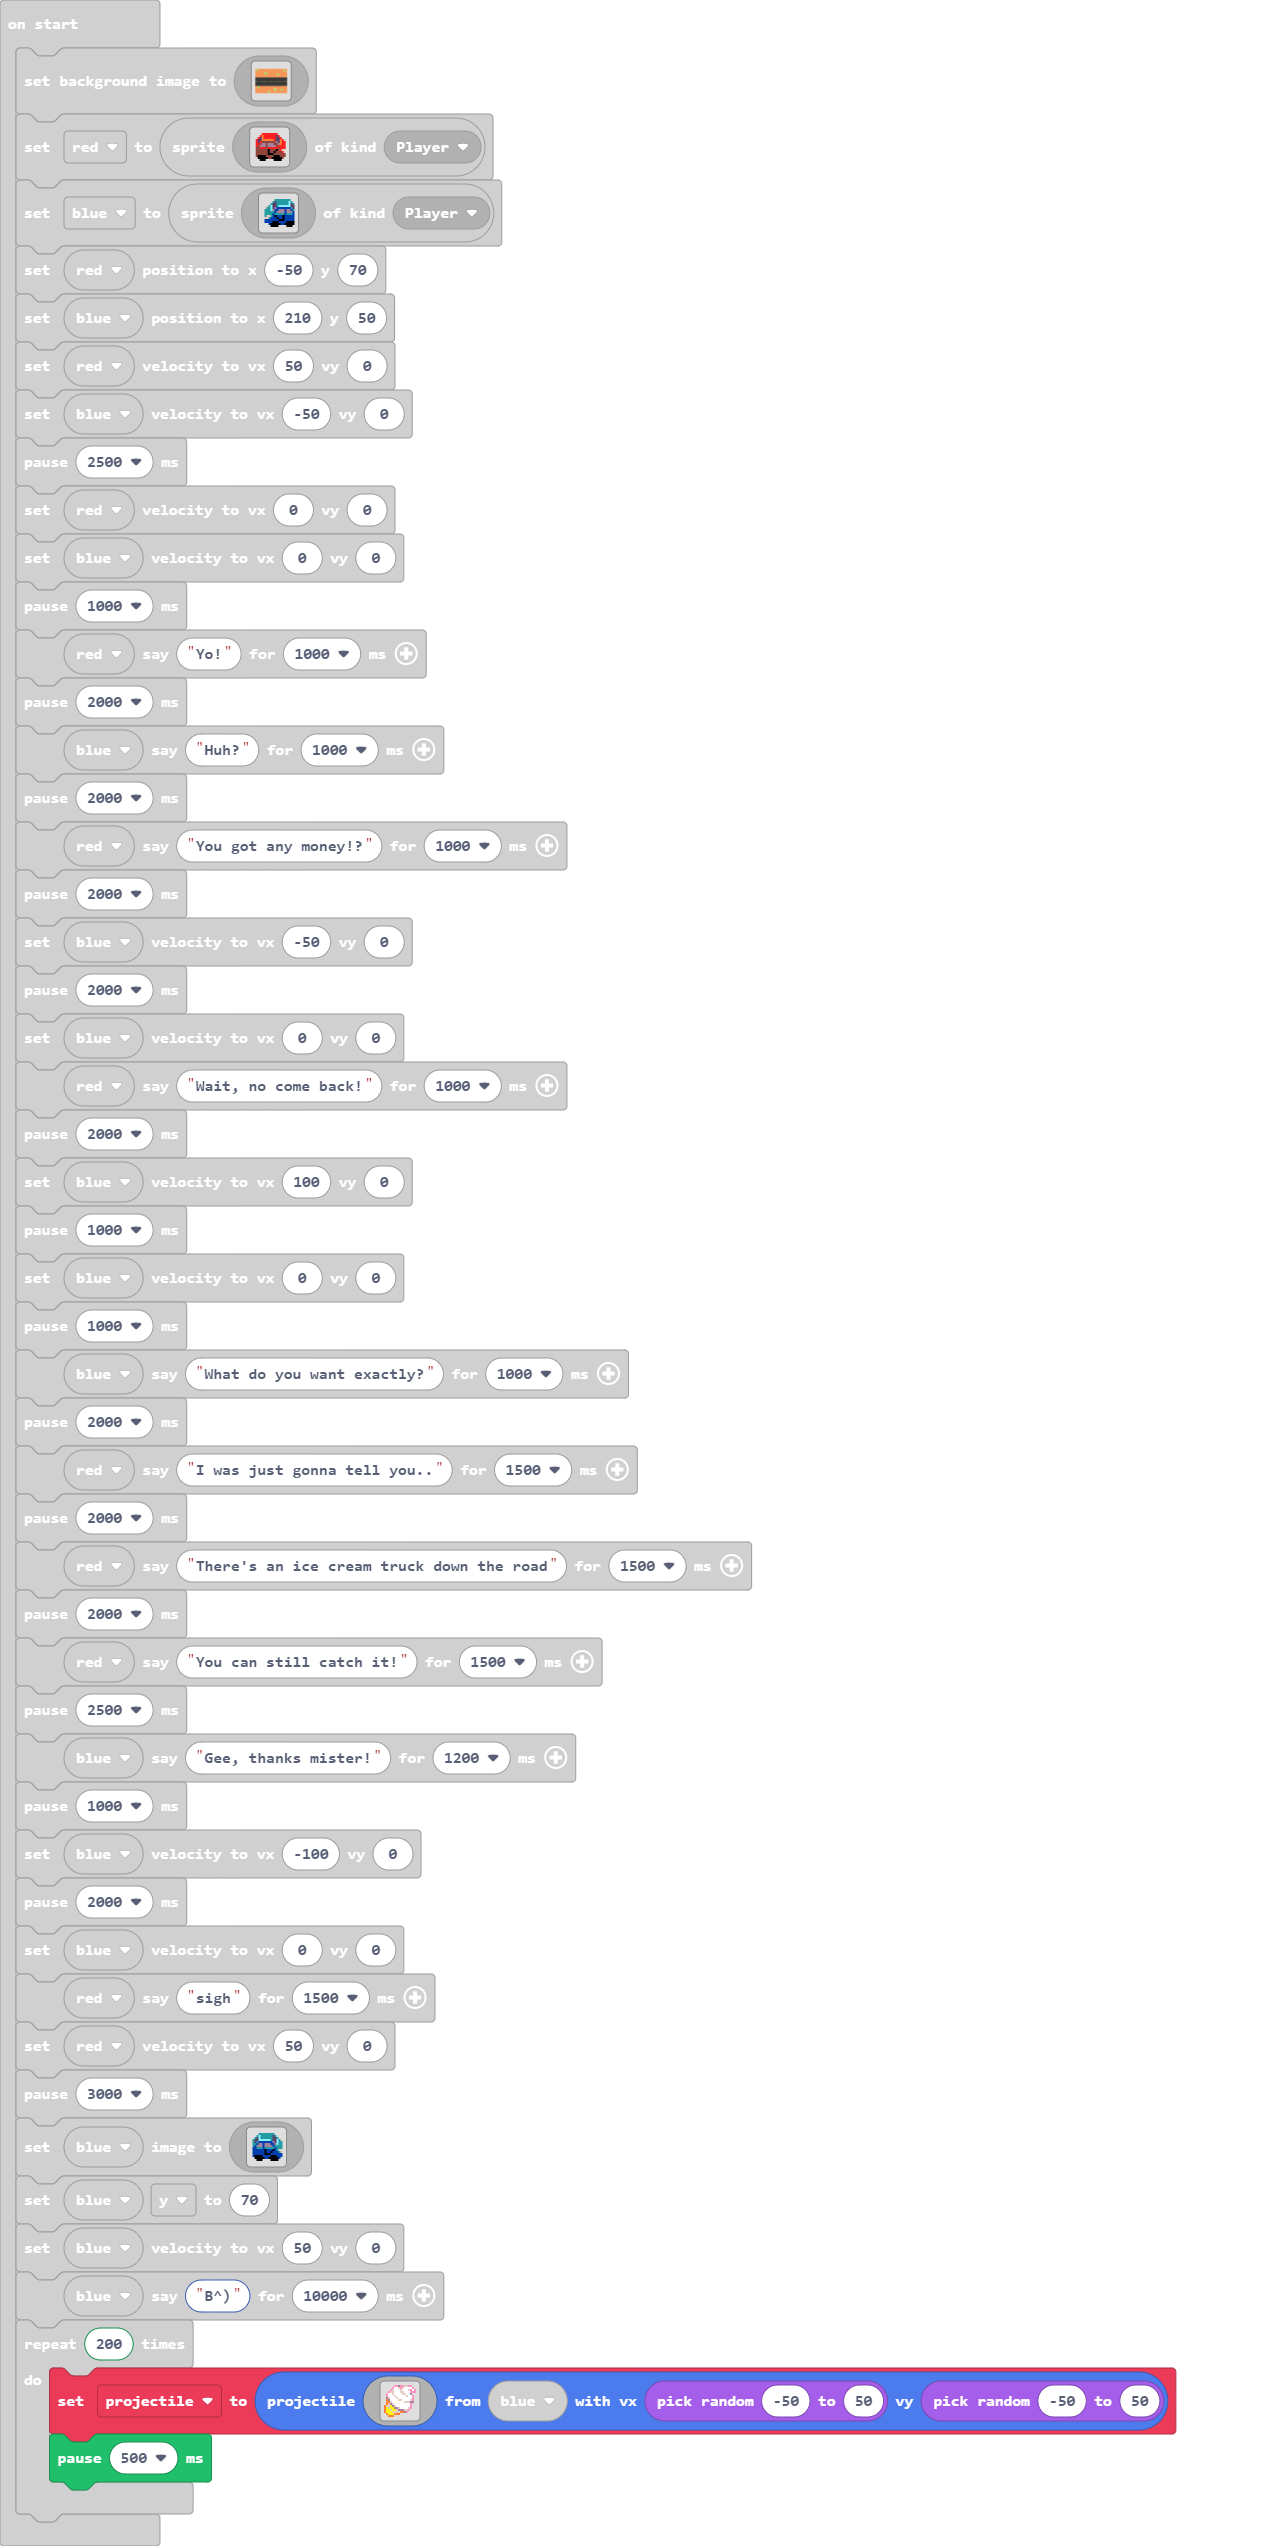 on start
set background image to
set red to sprite of kind Player
set blue to sprite of kind Player
set red position to x -50 y 70
set blue position to x 210 y 50
set red velocity to vx 50 vy 0
set blue velocity to vx -50 vy 0
pause 2500 ms
set red velocity to vx 0 vy 0
set blue velocity to vx 0 vy 0
pause 1000 ms
red say "Yo!" for 1000 ms
pause 2000 ms
blue say "Huh?" for 1000 ms
pause 2000 ms
red say "You got any money!?" for 1000 ms
pause 2000 ms
set blue velocity to vx -50 vy 0
pause 2000 ms
set blue velocity to vx 0 vy 0
red say "Wait, no come back!" for 1000 ms
pause 2000 ms
set blue velocity to vx 100 vy 0
pause 1000 ms
set blue velocity to vx 0 vy 0
pause 1000 ms
blue say "What do you want exactly?" for 1000 ms
pause 2000 ms
red say "I was just gonna tell you.." for 1500 ms
pause 2000 ms
red say "There's an ice cream truck down the road" for 1500 ms
pause 2000 ms
red say "You can still catch it!" for 1500 ms
pause 2500 ms
blue say "Gee, thanks mister!" for 1200 ms
pause 1000 ms
set blue velocity to vx -100 vy 0
pause 2000 ms
set blue velocity to vx 0 vy 0
red say "sigh" for 1500 ms
set red velocity to vx 50 vy 0
pause 3000 ms
set blue image to
set blue y to 70
set blue velocity to vx 50 vy 0
blue say "B^)" for 10000 ms
repeat 200 times
do
set projectile to projectile from blue with vx pick random -50 to 50 vy pick random -50 to 50
pause 500 ms